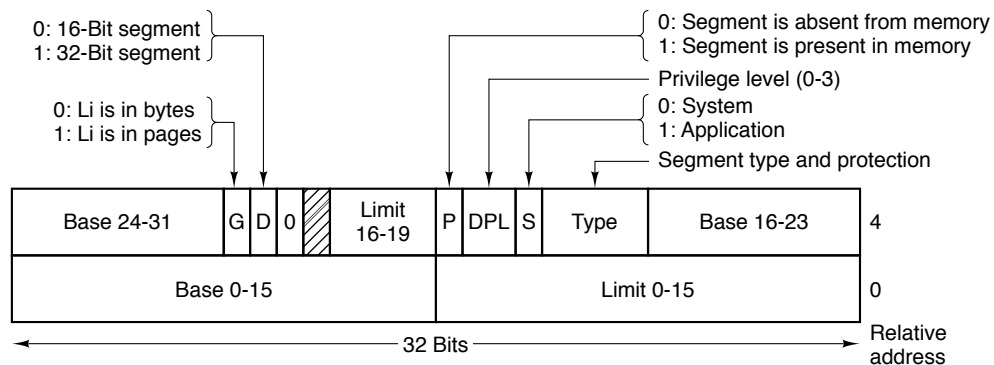 0: 16-Bit segment
1: 32-Bit segment
0: Li is in bytes
1: Li is in pages
0: Segment is absent from memory
1: Segment is present in memory
Privilege level (0-3)
0: System
1: Application
Segment type and protection
Base 24-31
G
D
0
Limit
16-19
P
DPL
S
Type
Base 16-23
4
Base 0-15
Limit 0-15
0
32 Bits
Relative
address